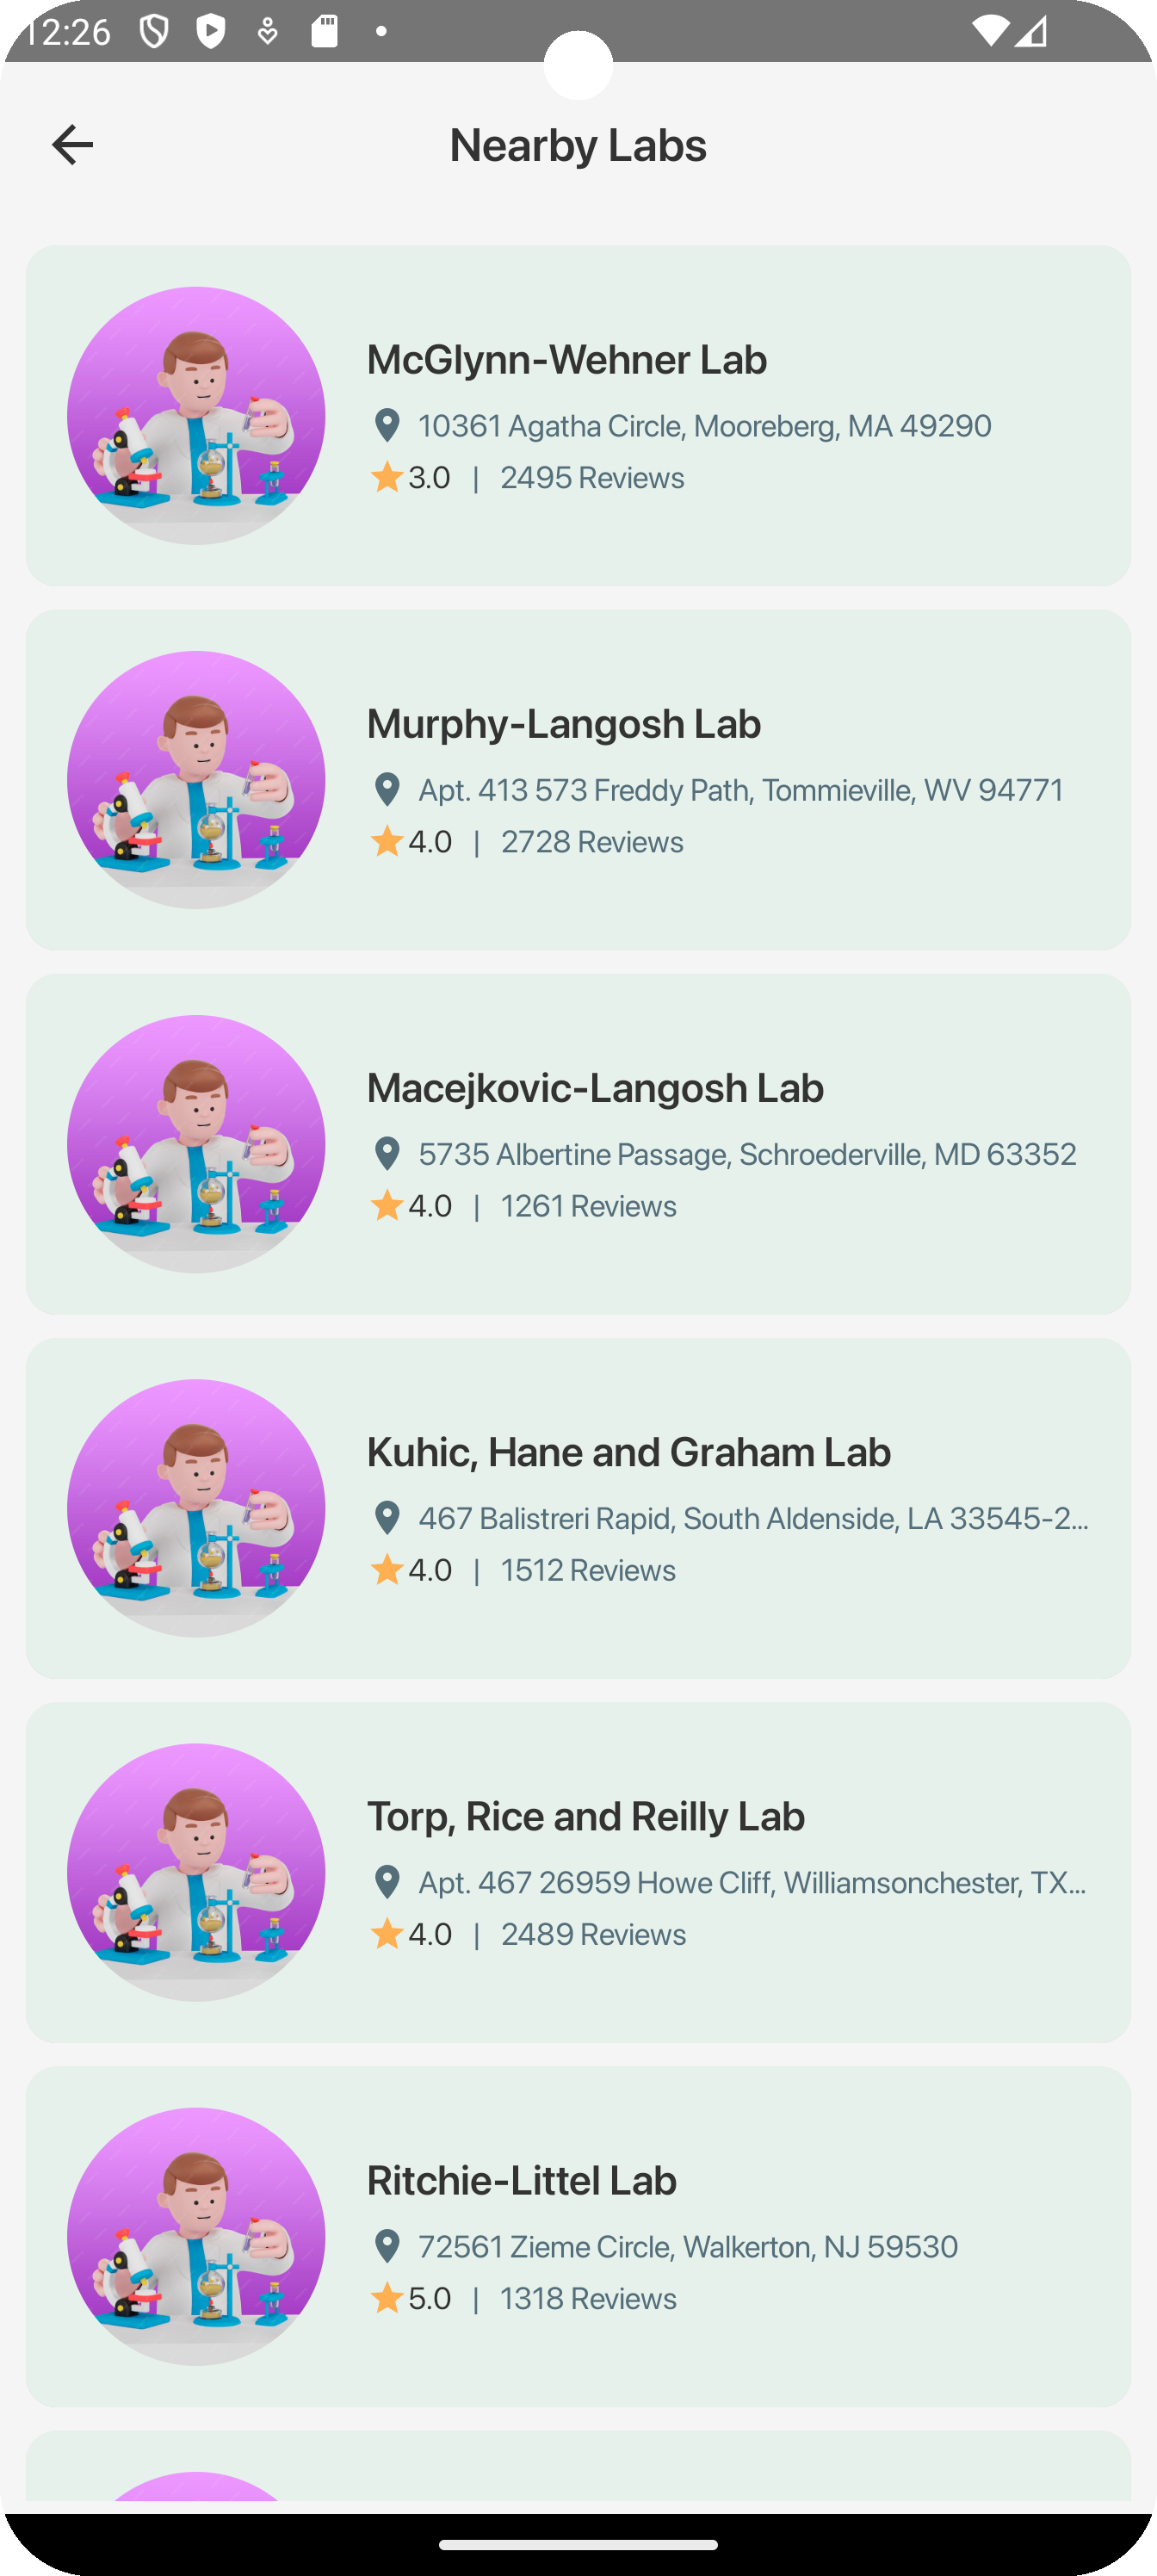 12:26
Nearby Labs
McGlynn-Wehner Lab
10361 Agatha Circle, Mooreberg, MA 49290
3.0 | 2495 Reviews
Murphy-Langosh Lab
Apt. 413 573 Freddy Path, Tommieville, WV 94771
4.0 | 2728 Reviews
Macejkovic-Langosh Lab
5735 Albertine Passage, Schroederville, MD 63352
4.0 | 1261 Reviews
Kuhic, Hane and Graham Lab
467 Balistreri Rapid, South Aldenside, LA 33545-2...
4.0 | 1512 Reviews
Torp, Rice and Reilly Lab
Apt. 467 26959 Howe Cliff, Williamsonchester, TX...
4.0 | 2489 Reviews
Ritchie-Littel Lab
72561 Zieme Circle, Walkerton, NJ 59530
5.0 | 1318 Reviews